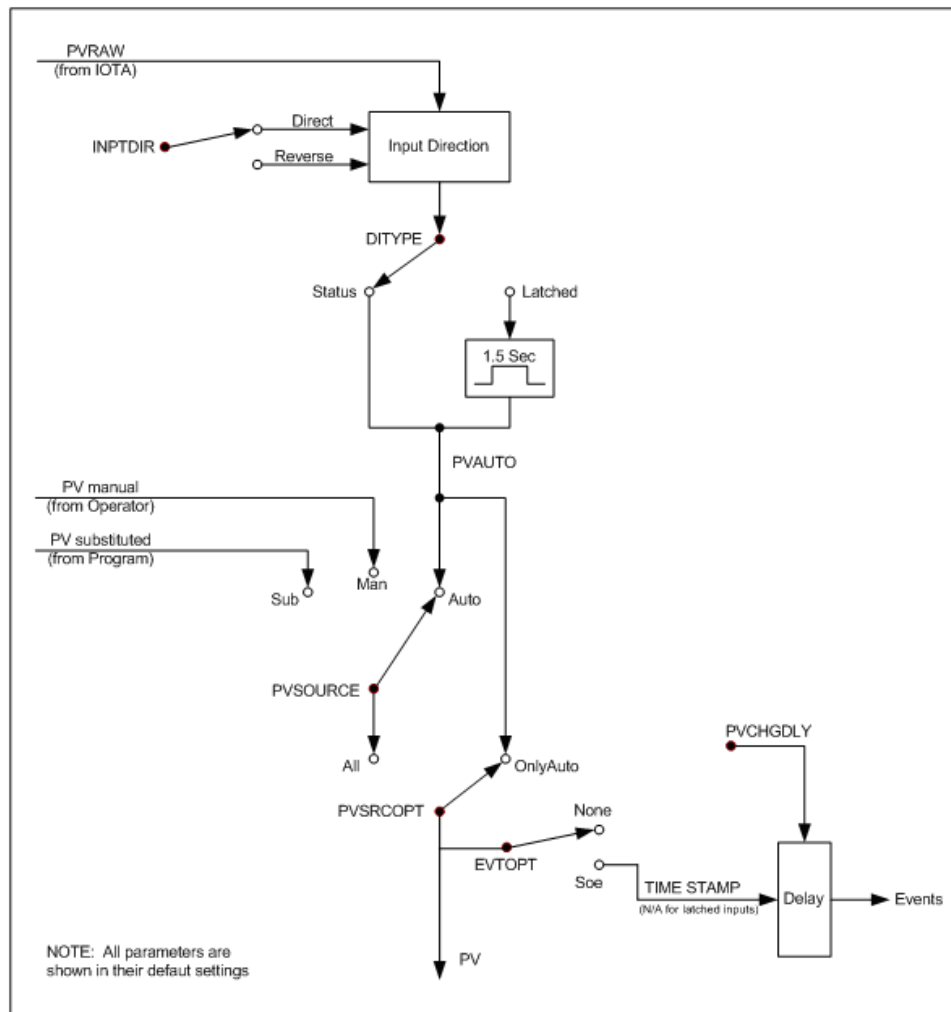 PVRAW
(from IOTA)
Direct
INPTDIR
Input Direction
Reverse
DITYPE
Status
Latched
1.5 Sec
PVAUTO
PV manual
(from Operator)
PV substituted
(from Program)
Man
Sub
Auto
PVSOURCE
PVCHGDLY
All
OnlyAuto
None
PVSRCOPT
EVTOPT
Soe
TIME STAMP
(N/A for latched inputs)
Delay
Events
NOTE: All parameters are
shown in their defaut settings
PV